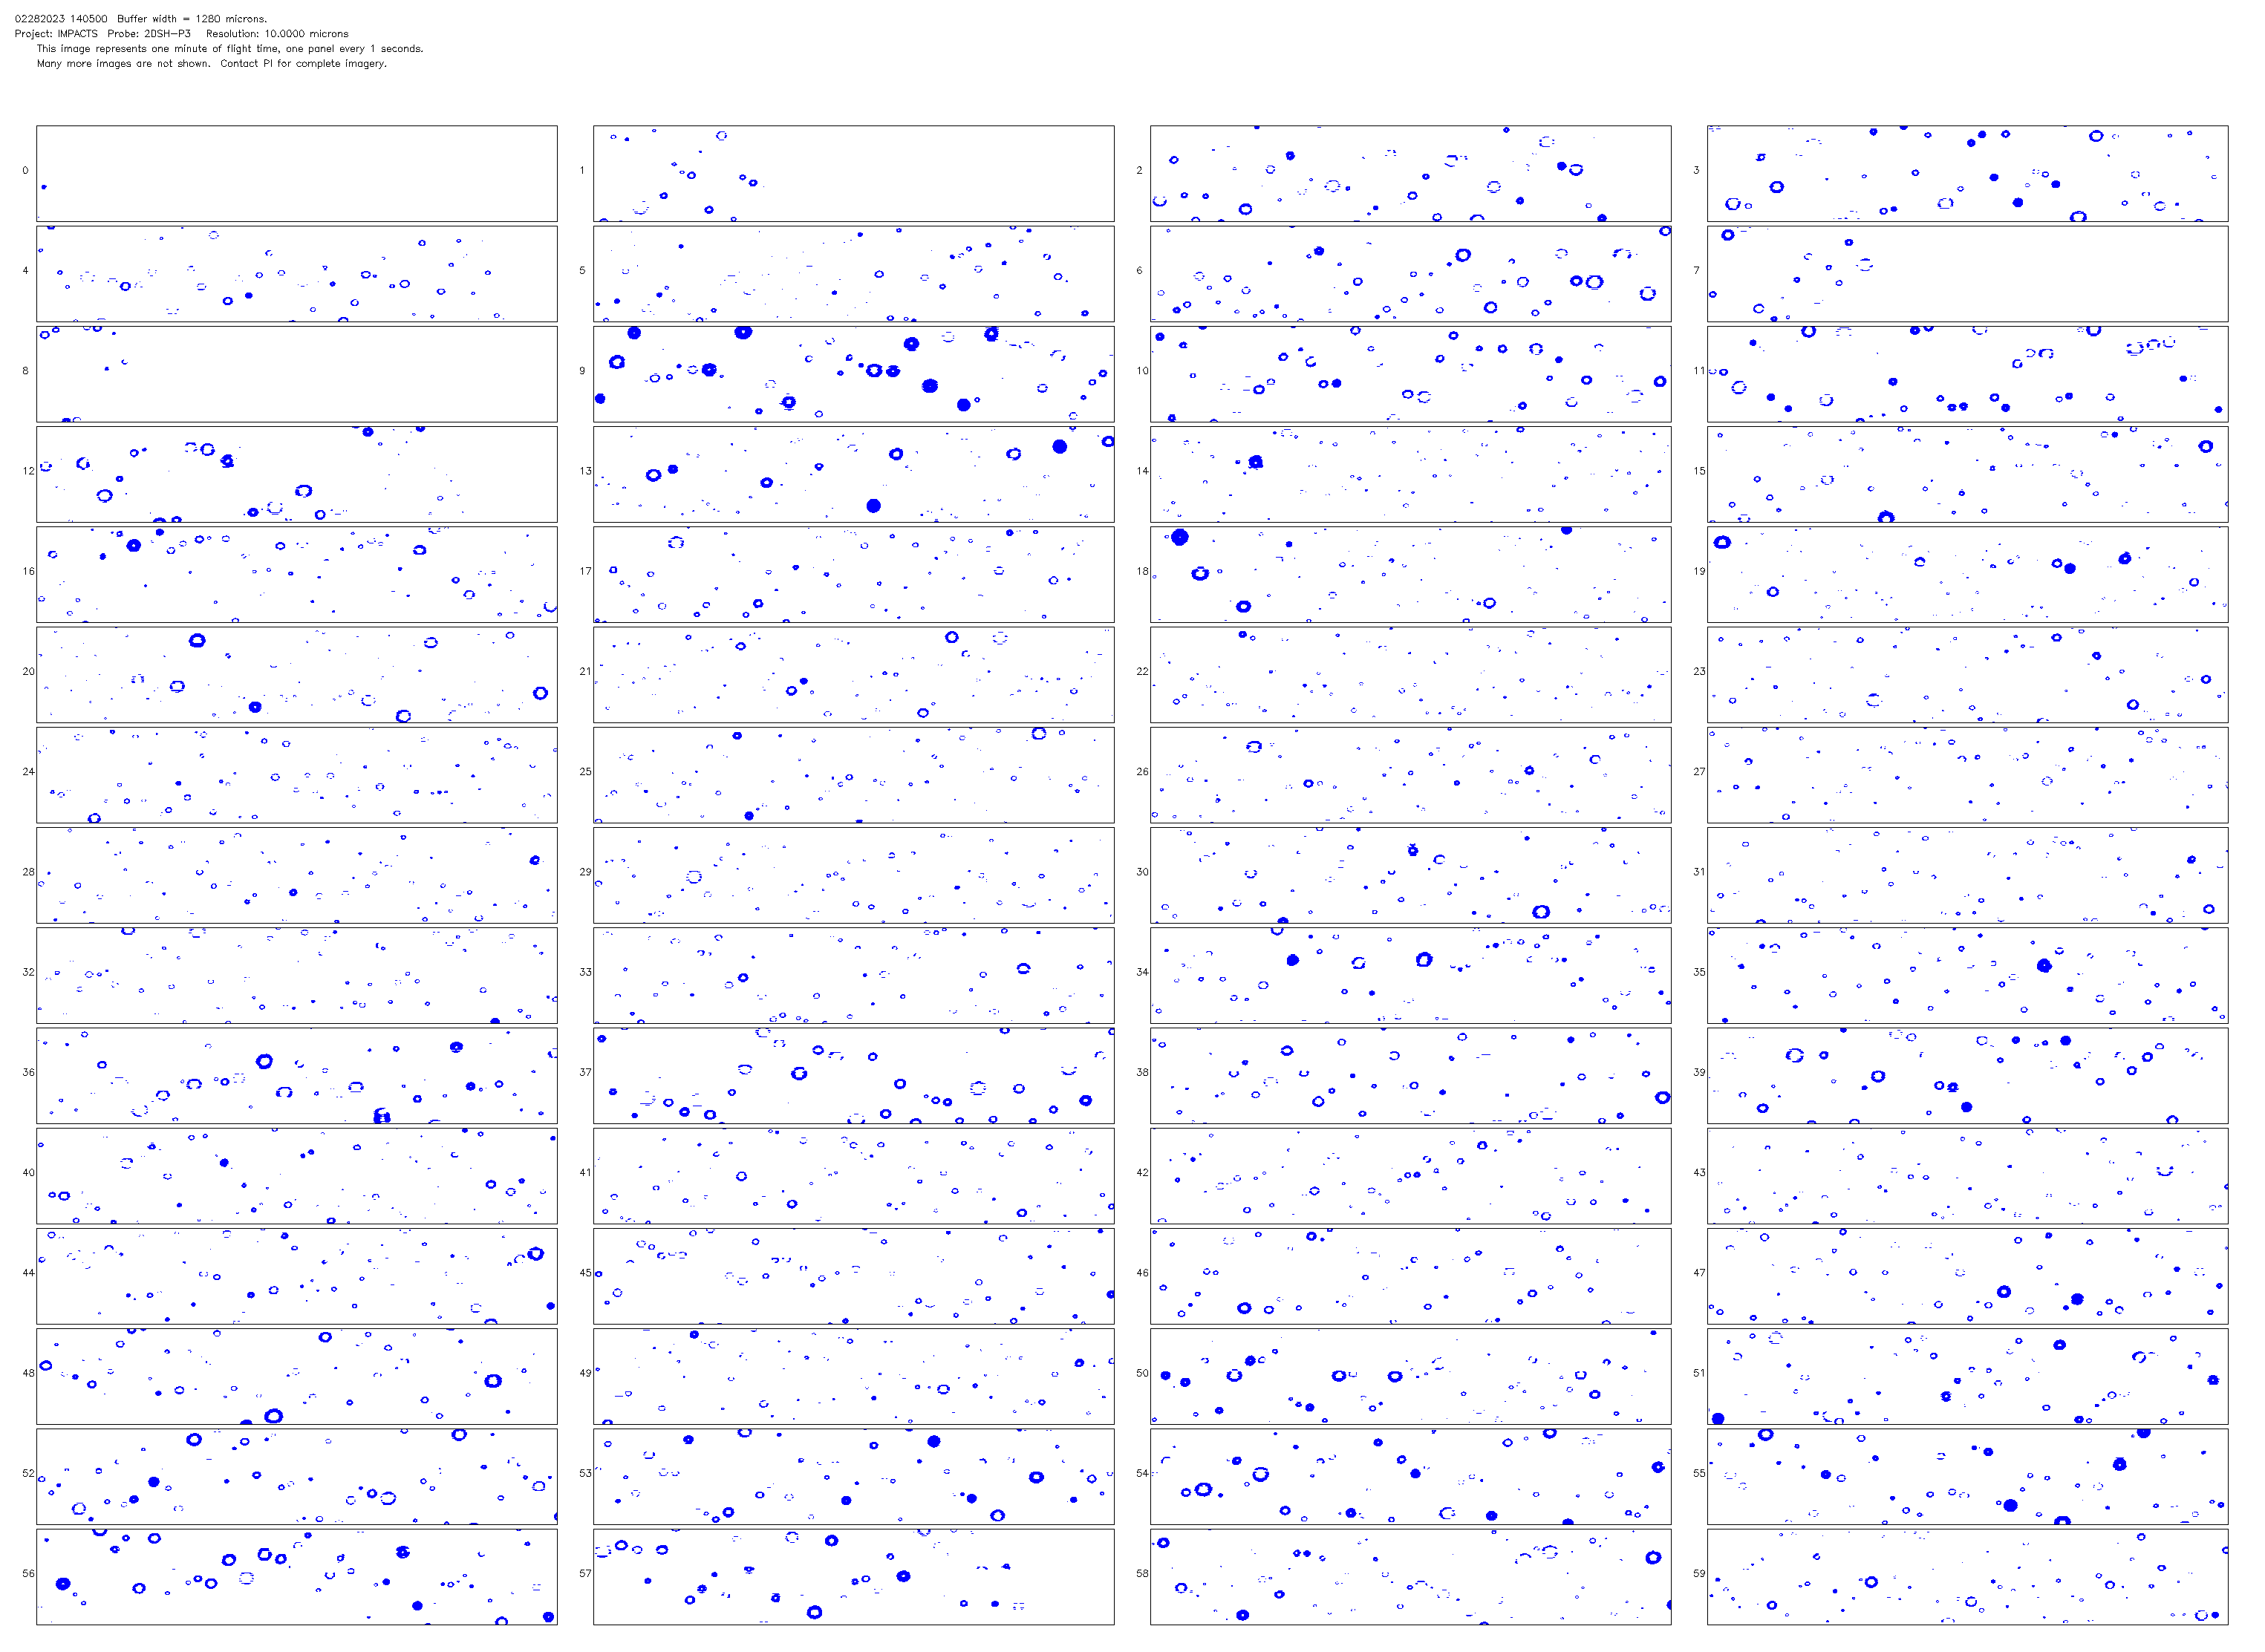 02282023 140500 Buffer width = 1280 microns.
Project: IMPACTS Probe: 2DSH-P3 Resolution: 10.0000 microns
This image represents one minute of flight time, one panel every 1 seconds.
Many more images are not shown. Contact PI for complete imagery.
0 1 2 3
4 5 6 7
8 9 10 11
12 13 14 15
16 17 18 19
20 21 22 23
24 25 26 27
28 29 30 31
32 33 34 35
36 37 38 39
40 41 42 43
44 45 46 47
48 49 50 51
52 53 54 55
56 57 58 59